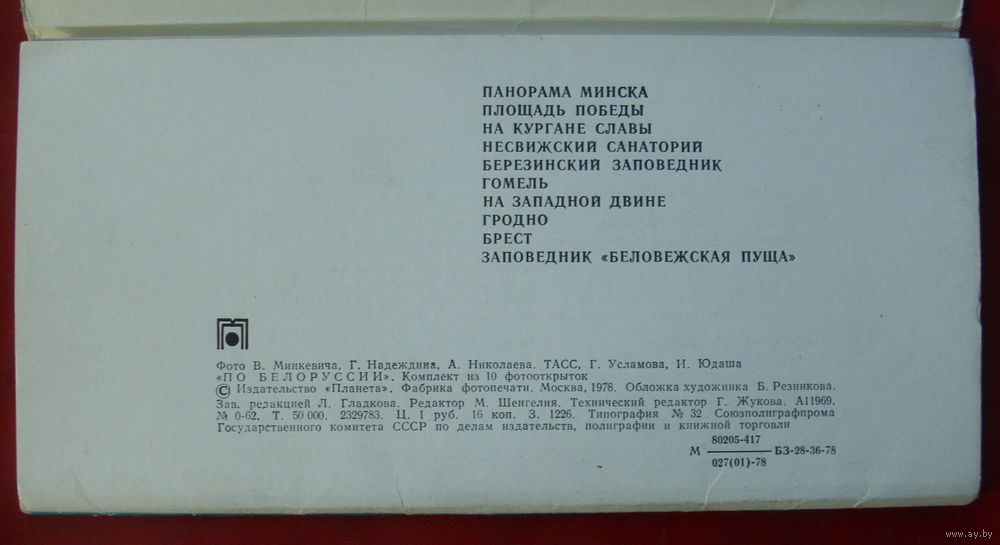 ПАНОРАМА МИНСКА
ПЛОЩАДЬ ПОБЕДЫ
НА КУРГАНЕ СЛАВЫ
НЕСВИЖСКИЙ САНАТОРИЙ
БЕРЕЗИНСКИЙ ЗАПОВЕДНИК
ГОМЕЛЬ
НА ЗАПАДНОЙ ДВИНЕ
ГРОДНО
БРЕСТ
ЗАПОВЕДНИК «БЕЛОВЕЖСКАЯ ПУЩА»
Фото В. Минкевича, Г. Надеждина, А. Николаева. ТАСС, Г. Усламова, И. Юдаша
«ПО БЕЛОРУССИИ». Комплект из 10 фотооткрыток
© Издательство «Планета». Фабрика фотопечати. Москва, 1978. Обложка художника Б. Резникова.
Зав. редакцией Л. Гладкова. Редактор М. Шенгелия. Технический редактор Г. Жукова. А11969.
№ 0-62. Т. 50 000. 2329783. Ц. 1 руб. 16 коп. З. 1226. Типография № 32 Союзполиграфпрома
Государственного комитета СССР по делам издательств, полиграфии и книжной торговли
80205-417
М БЗ-28-36-78
027(01)-78
www.ay.by